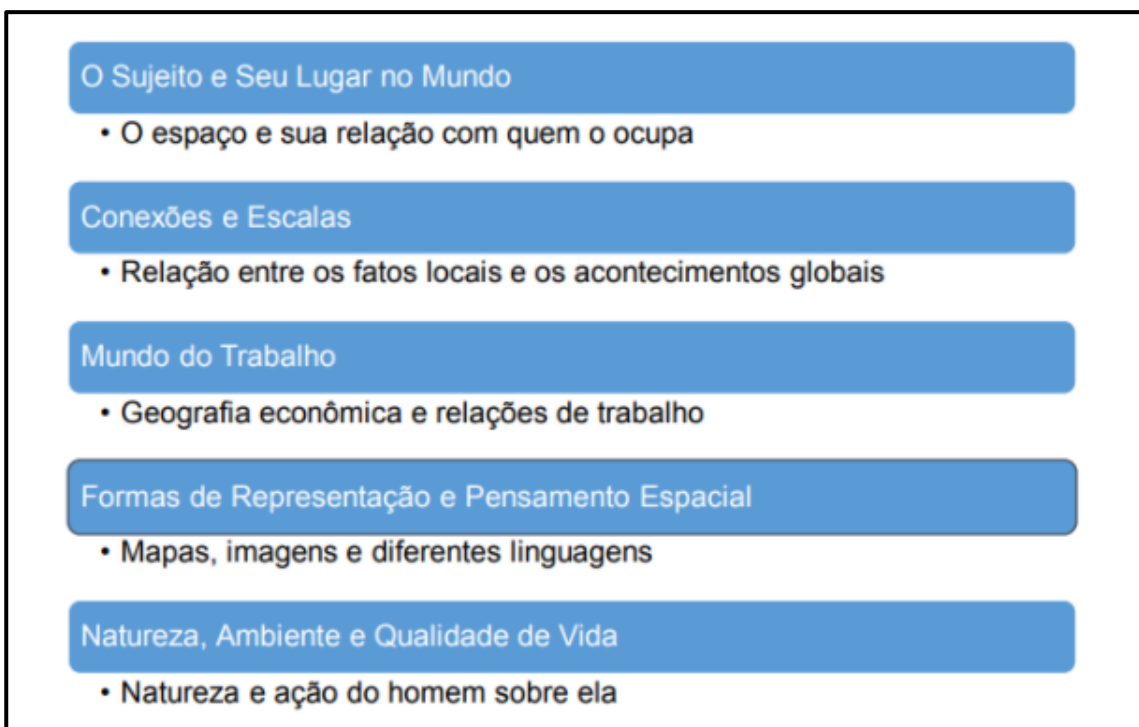 O Sujeito e Seu Lugar no Mundo
• O espaço e sua relação com quem o ocupa
Conexões e Escalas
• Relação entre os fatos locais e os acontecimentos globais
Mundo do Trabalho
• Geografia econômica e relações de trabalho
Formas de Representação e Pensamento Espacial
• Mapas, imagens e diferentes linguagens
Natureza, Ambiente e Qualidade de Vida
• Natureza e ação do homem sobre ela